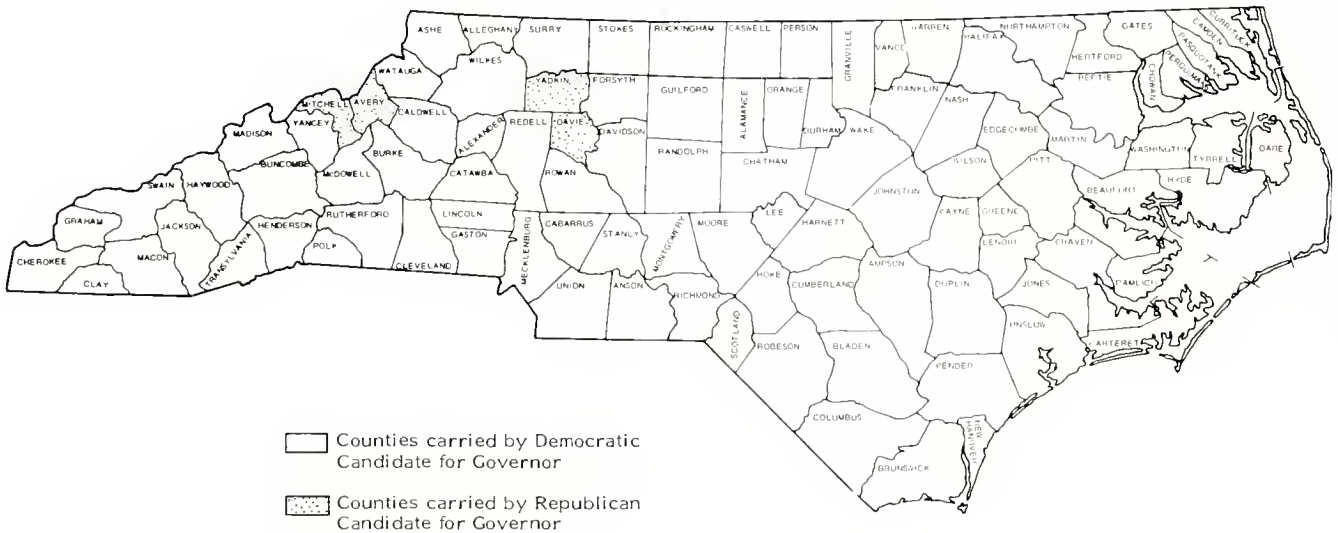 ASHE ALLEGHANY SURRY STOKES ROCKINGHAM CASWELL PERSON GRANVILLE VANCE WARREN HALIFAX NORTHAMPTON GATES CURRITUCK CAMDEN PASQUOTANK PERQUIMANS
WATAUGA WILKES YADKIN FORSYTH GUILFORD ALAMANCE ORANGE DURHAM FRANKLIN NASH HERTFORD BERTIE CHOWAN
MITCHELL AVERY YANCEY CALDWELL ALEXANDER IREDELL DAVIE DAVIDSON RANDOLPH CHATHAM WAKE EDGECOMBE MARTIN WASHINGTON TYRRELL DARE
MADISON BUNCOMBE McDOWELL BURKE CATAWBA ROWAN JOHNSTON WILSON PITT BEAUFORT HYDE
SWAIN HAYWOOD
GRAHAM JACKSON HENDERSON RUTHERFORD LINCOLN CABARRUS STANLY MONTGOMERY MOORE LEE HARNETT WAYNE GREENE
CHEROKEE MACON TRANSYLVANIA POLK CLEVELAND GASTON MECKLENBURG LENOIR CRAVEN
CLAY UNION ANSON RICHMOND HOKE CUMBERLAND AMPSON DUPLIN JONES PAMLICO
SCOTLAND ROBESON BLADEN ONSLOW CARTERET
PENDER
COLUMBUS
BRUNSWICK NEW HANOVER
Counties carried by Democratic
Candidate for Governor
Counties carried by Republican
Candidate for Governor